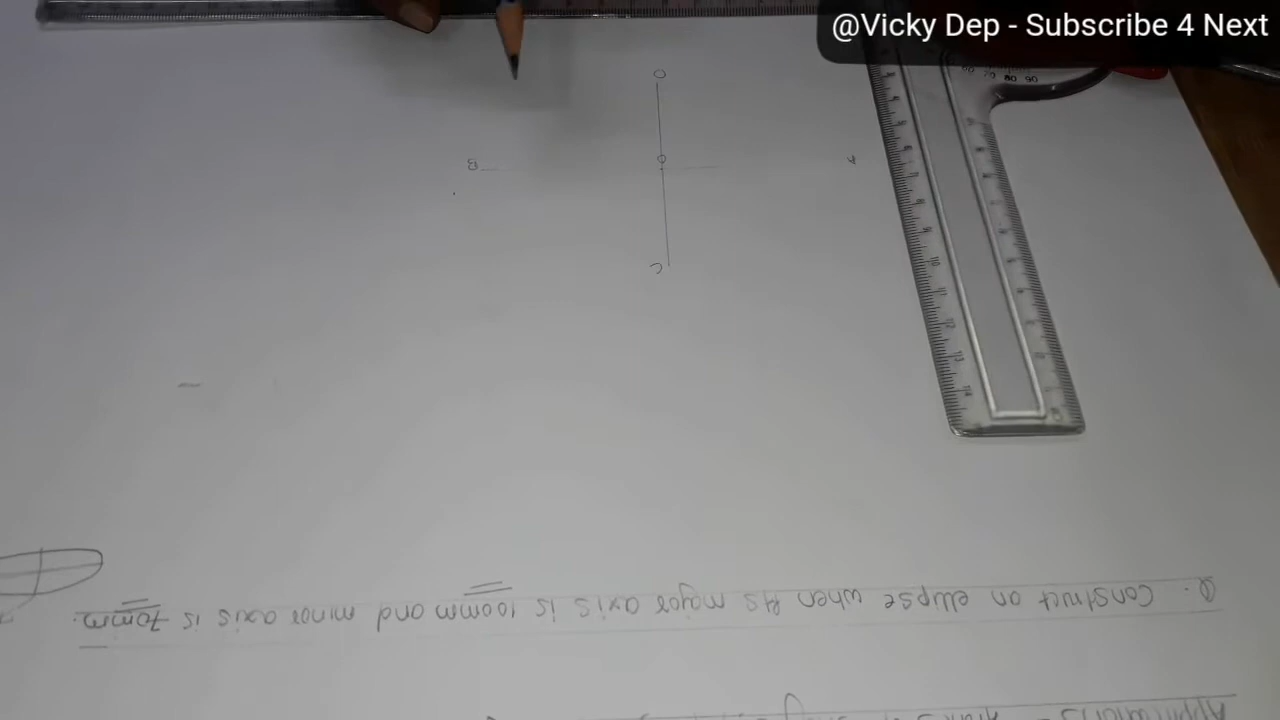 @Vicky Dep - Subscribe 4 Next
Applications
Q. Construct an ellipse when its major axis is 100mm and minor axis is 70mm.
C
A
O
B
D